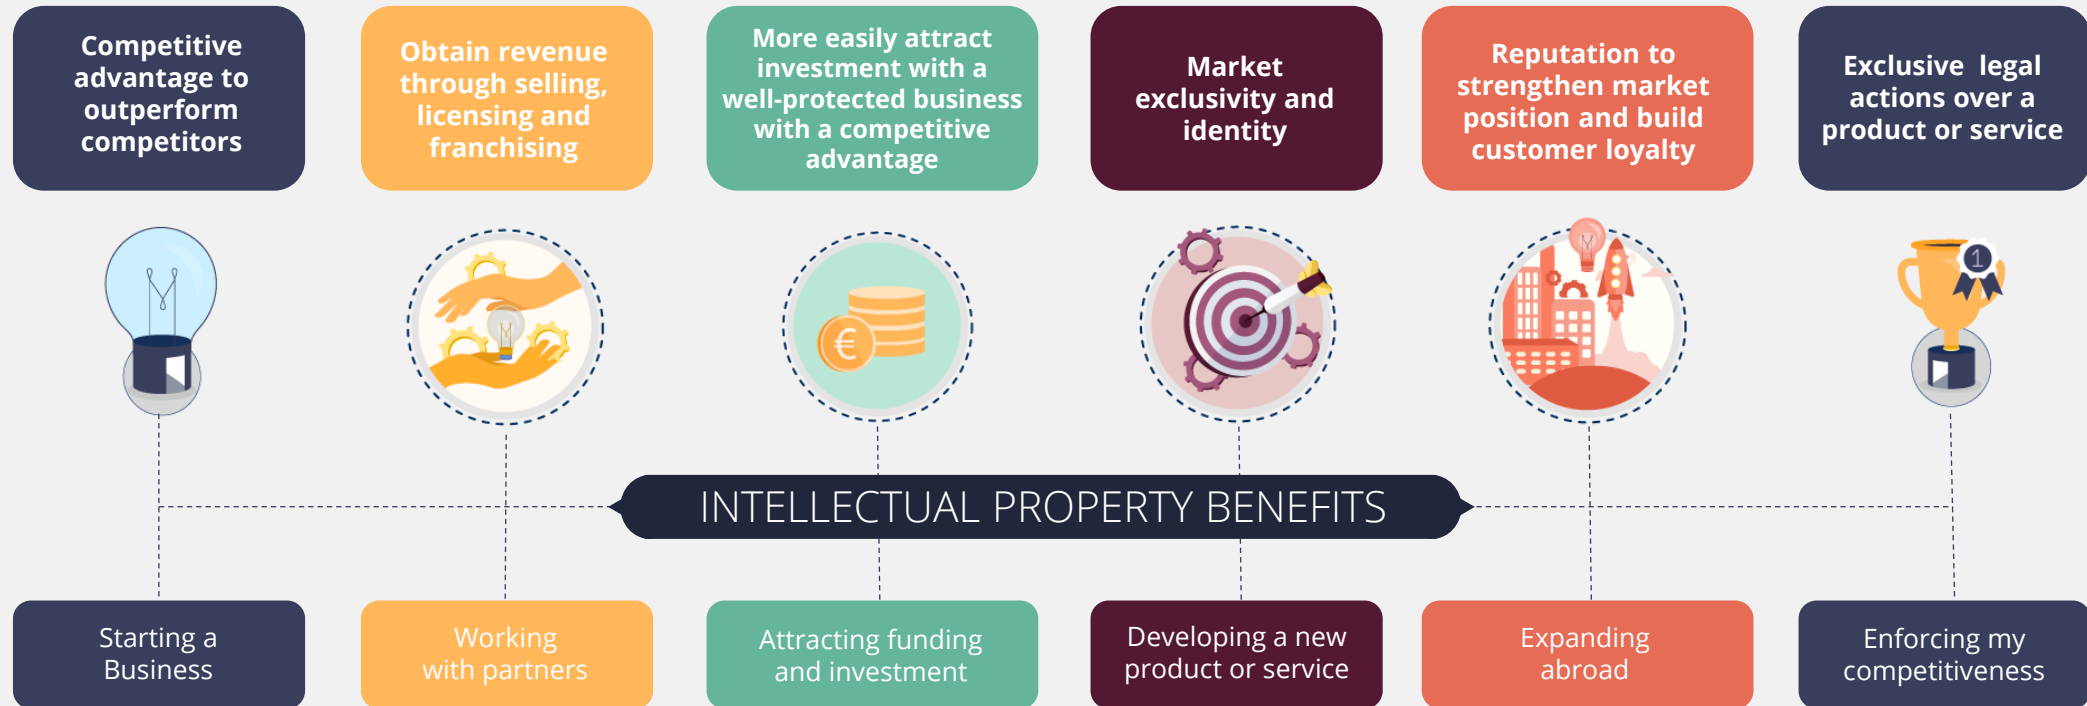 Competitive
advantage to
outperform
competitors
Obtain revenue
through selling,
licensing and
franchising
More easily attract
investment with a
well-protected business
with a competitive
advantage
Market
exclusivity and
identity
Reputation to
strengthen market
position and build
customer loyalty
Exclusive legal
actions over a
product or service
€
1
INTELLECTUAL PROPERTY BENEFITS
Starting a
Business
Working
with partners
Attracting funding
and investment
Developing a new
product or service
Expanding
abroad
Enforcing my
competitiveness